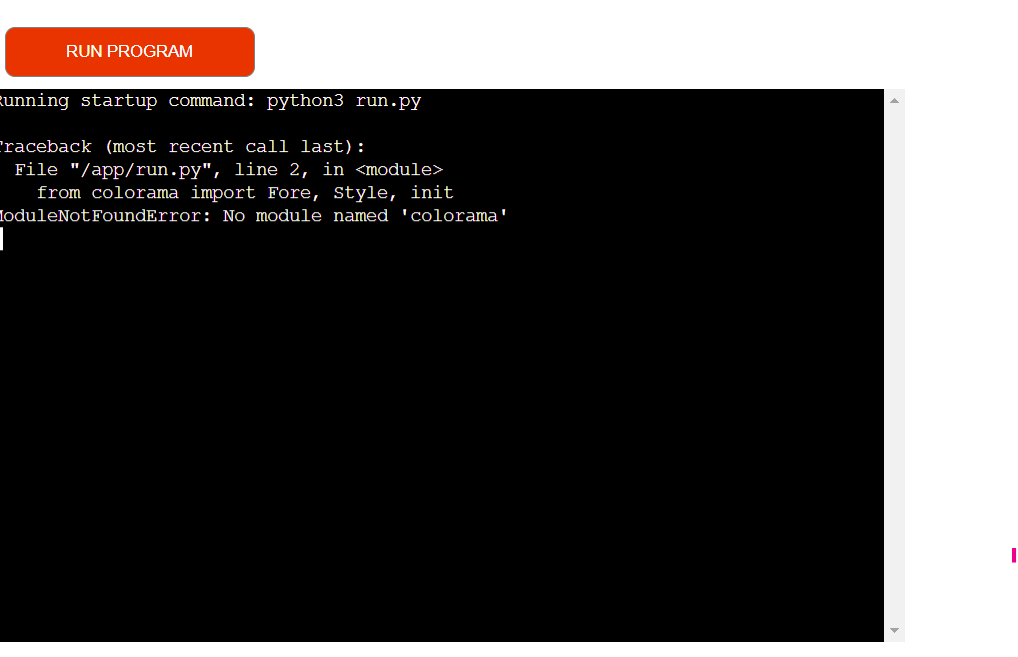 RUN PROGRAM
Running startup command: python3 run.py
Traceback (most recent call last):
  File "/app/run.py", line 2, in <module>
    from colorama import Fore, Style, init
ModuleNotFoundError: No module named 'colorama'